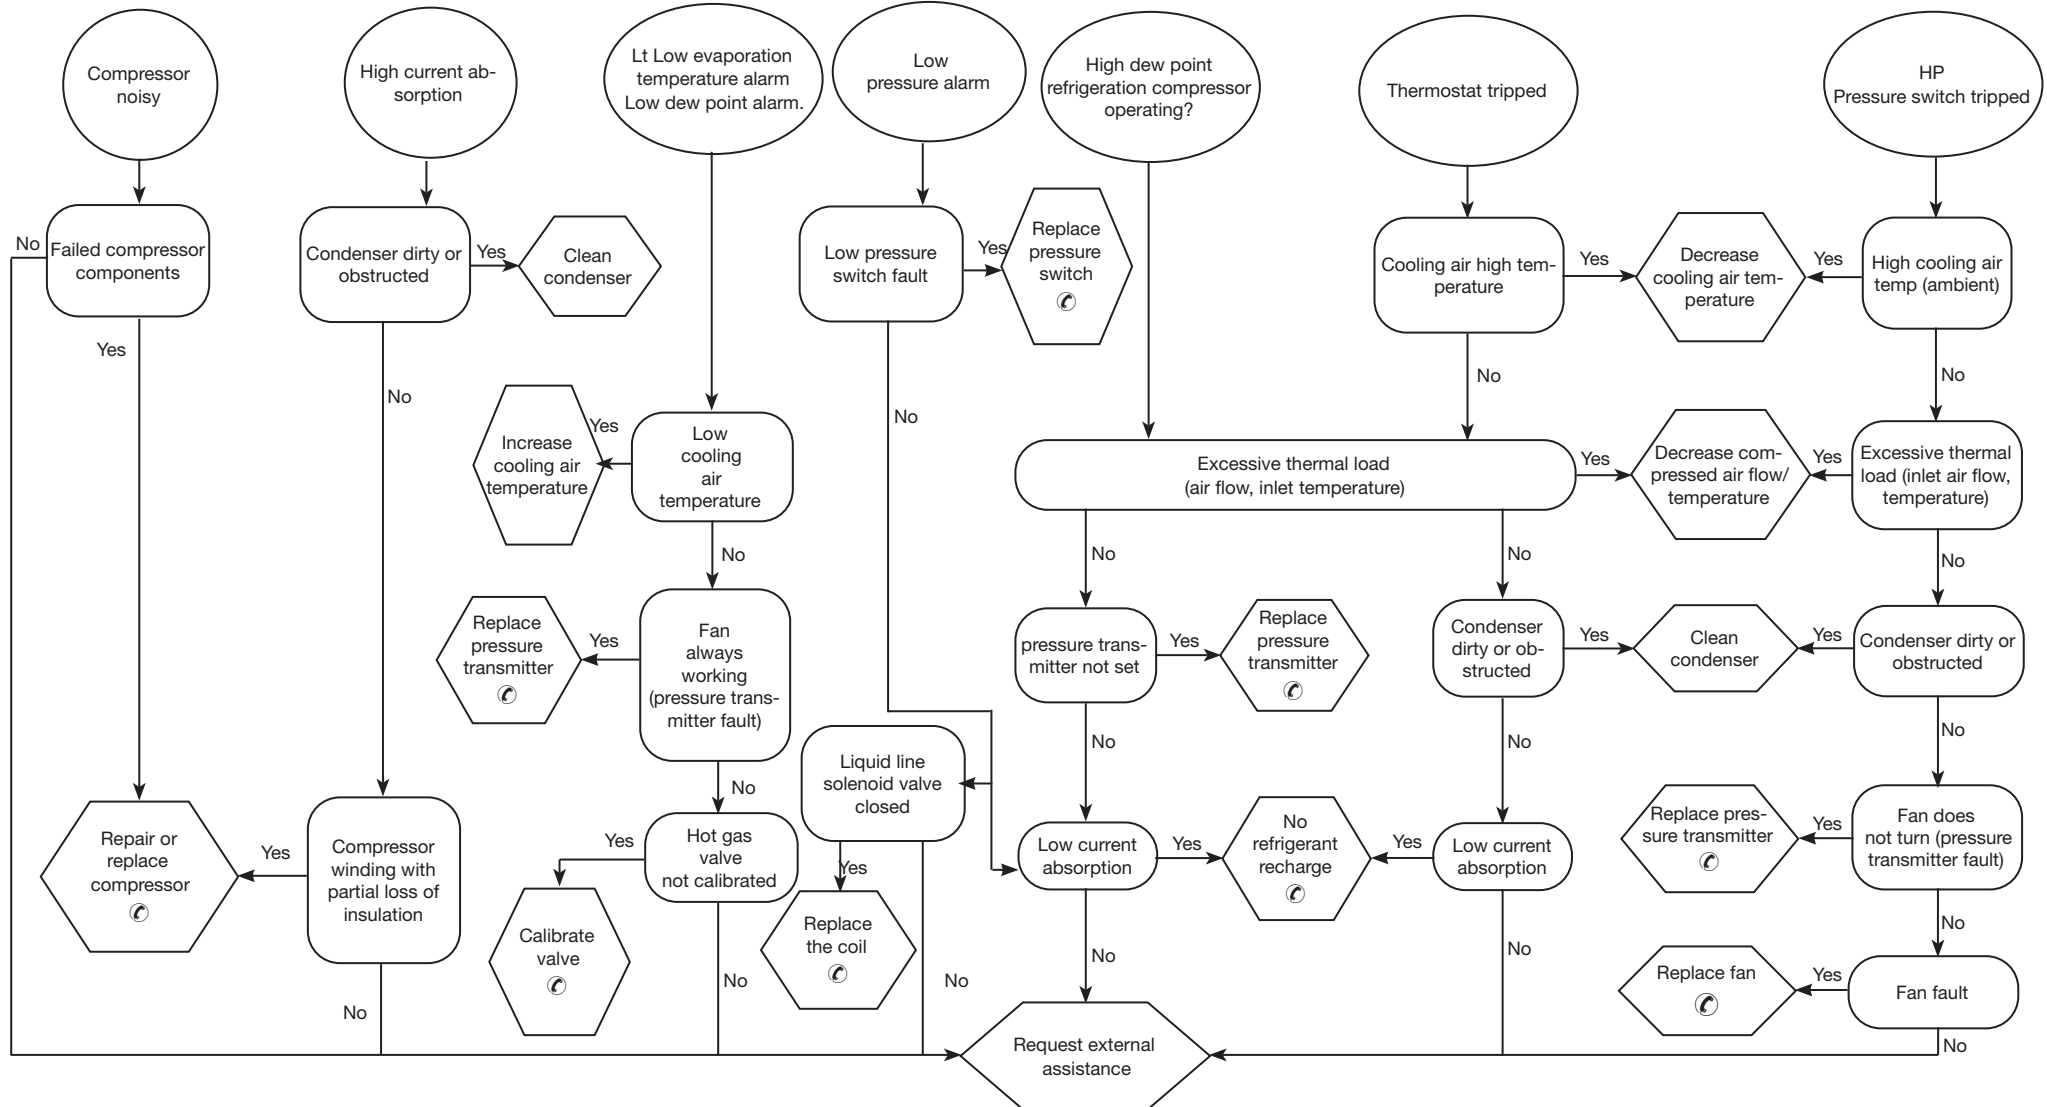 Compressor
noisy
High current ab-
sorption
Lt Low evaporation
temperature alarm
Low dew point alarm.
Low
pressure alarm
High dew point
refrigeration compressor
operating?
Thermostat tripped
HP
Pressure switch tripped
No
Failed compressor
components
Yes
Condenser dirty or
obstructed
Yes
Clean
condenser
No
Low pressure
switch fault
Yes
Replace
pressure
switch
No
Cooling air high tem-
perature
Yes
Decrease
cooling air tem-
perature
Yes
High cooling air
temp (ambient)
No
No
Increase
cooling air
temperature
Yes
Low
cooling
air
temperature
No
Excessive thermal load
(air flow, inlet temperature)
Yes
Decrease com-
pressed air flow/
temperature
Yes
Excessive thermal
load (inlet air flow,
temperature)
No
No
No
Replace
pressure
transmitter
Yes
Fan
always
working
(pressure trans-
mitter fault)
No
pressure trans-
mitter not set
Yes
Replace
pressure
transmitter
No
Condenser
dirty or ob-
structed
Yes
Clean
condenser
Yes
Condenser dirty or
obstructed
No
No
Liquid line
solenoid valve
closed
Yes
Replace
the coil
No
Repair or
replace
compressor
Yes
Compressor
winding with
partial loss of
insulation
No
Yes
Hot gas
valve
not calibrated
Calibrate
valve
No
Low current
absorption
Yes
No
refrigerant
recharge
Yes
Low current
absorption
No
No
Replace pres-
sure transmitter
Yes
Fan does
not turn (pressure
transmitter fault)
No
Replace fan
Yes
Fan fault
No
Request external
assistance